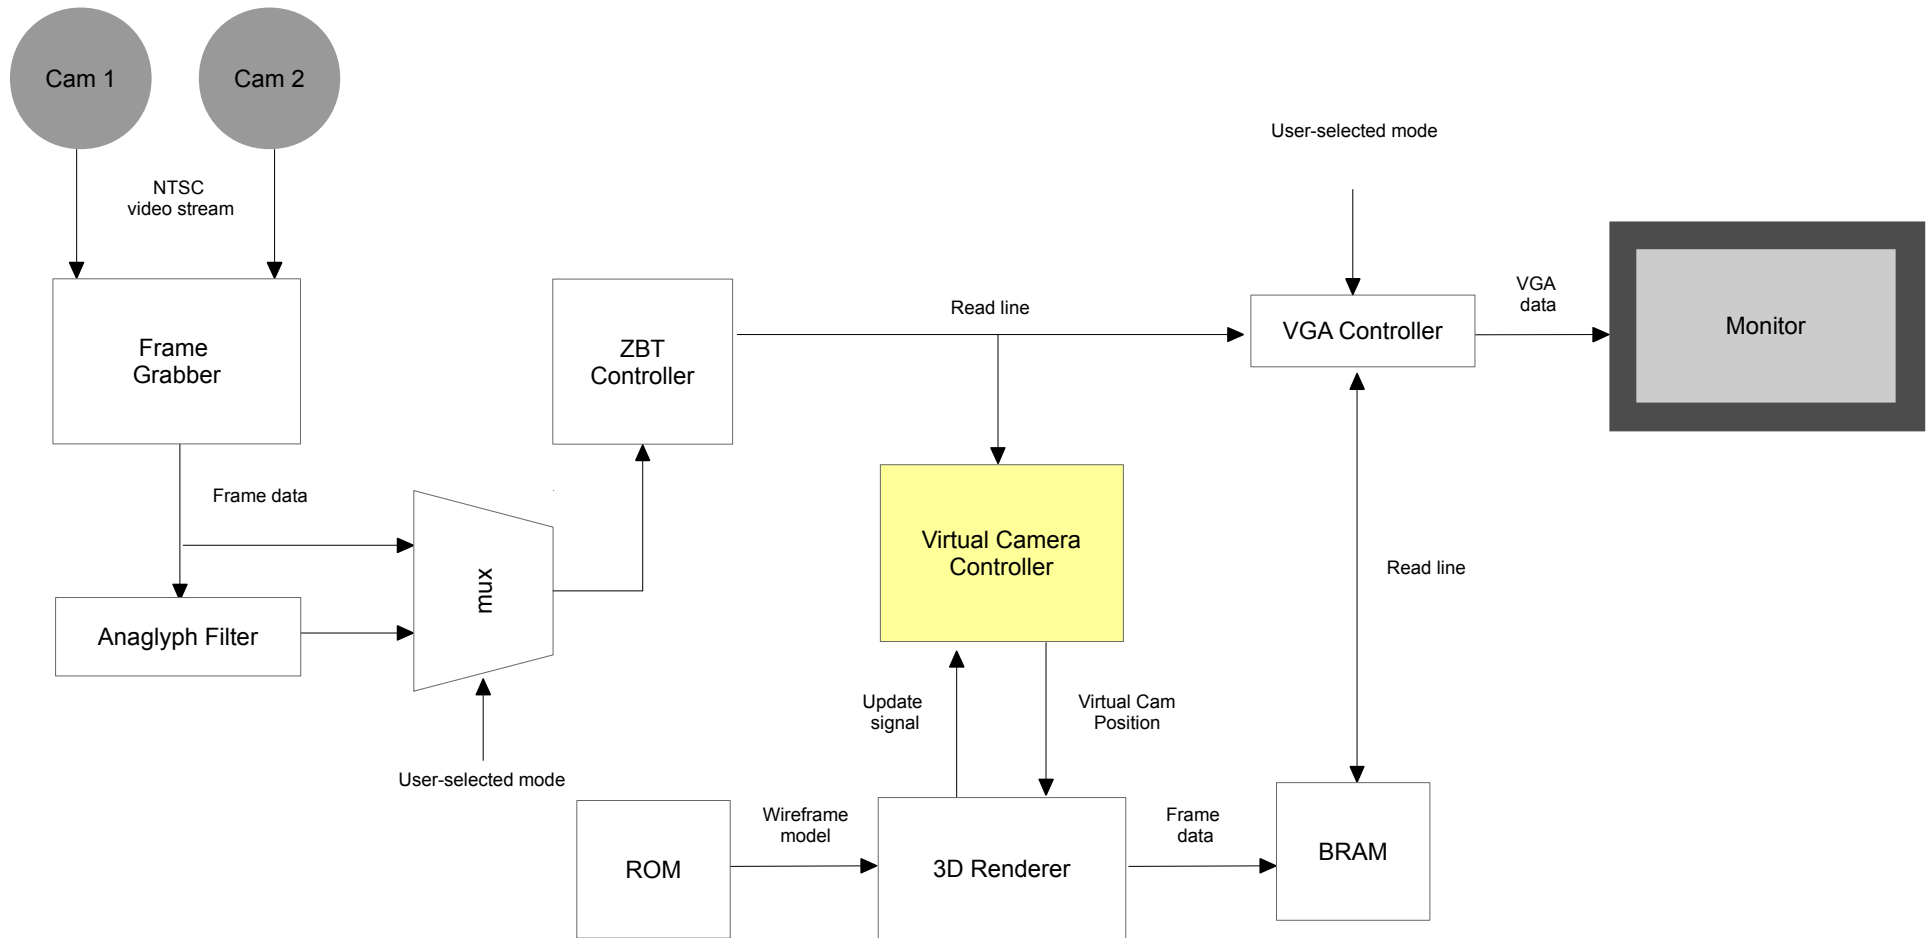 Cam 1
Cam 2
NTSC
video stream
User-selected mode
Frame
Grabber
ZBT
Controller
Read line
VGA Controller
VGA
data
Monitor
Frame data
mux
Virtual Camera
Controller
Read line
Anaglyph Filter
Update
signal
Virtual Cam
Position
User-selected mode
ROM
Wireframe
model
3D Renderer
Frame
data
BRAM